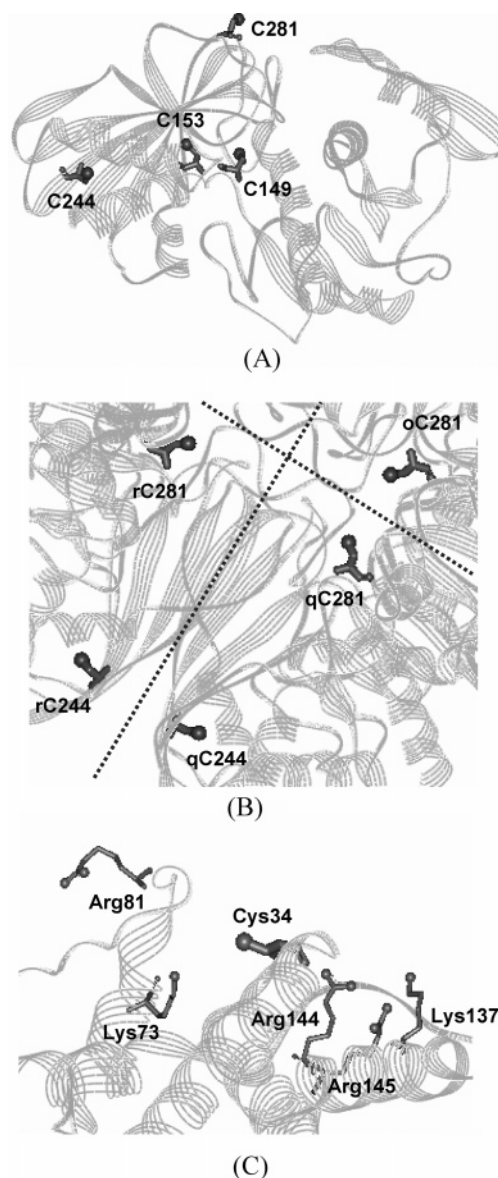 C281
C153
C149
C244
(A)
oC281
rC281
qC281
rC244
qC244
(B)
Arg81
Cys34
Arg144
Lys137
Lys73
Arg145
(C)